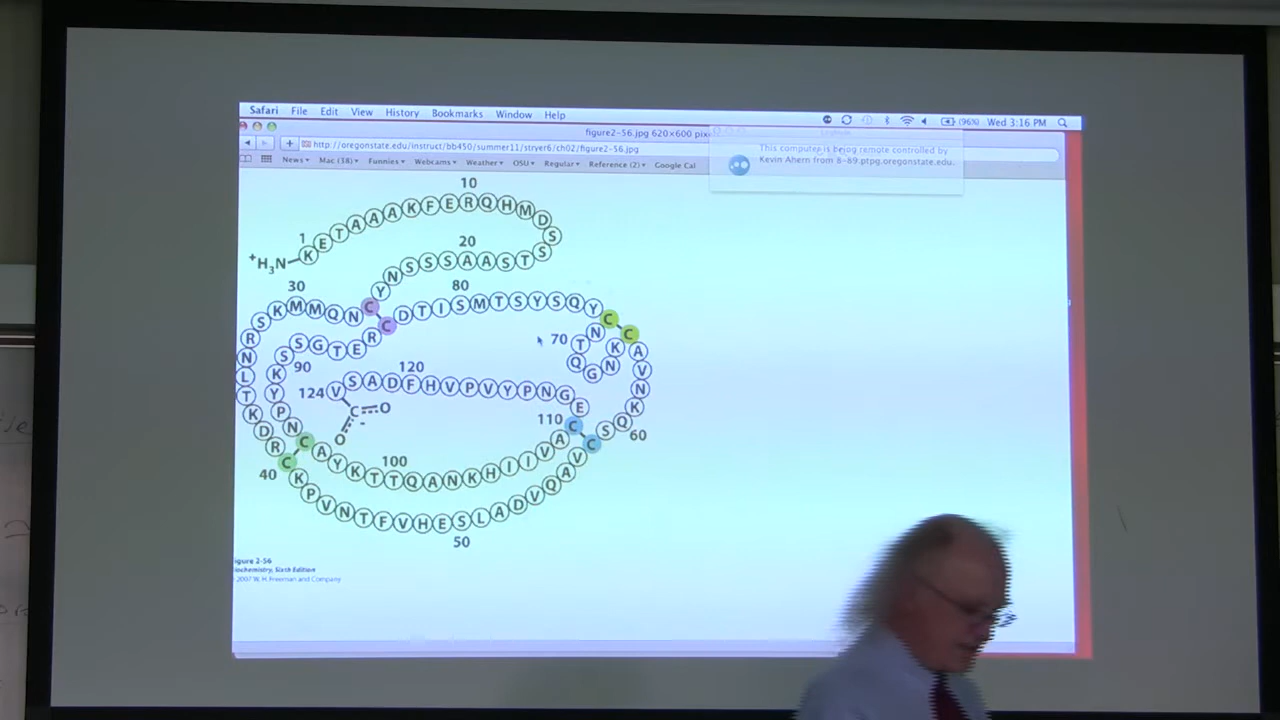 Safari File Edit View History Bookmarks Window Help
(96%) Wed 3:16 PM
figure2-56.jpg 620×600 pix
http://oregonstate.edu/instruct/bb450/summer11/stryer6/ch02/figure2-56.jpg
News Mac (38) Funnies Webcams Weather OSU Regular Reference (2) Google Cal
This computer is being remote controlled by
Kevin Ahern from 8-89.ptpg.oregonstate.edu.
10
1
+H3N K E T A A A K F E R Q H M D S
20
N S S S A A S T S
Y
30 80
S K M M Q N C C D T I S M T S Y S Q Y C C
R N L T K D R C
S S G T E R
70 T N K A
Q G N V N K
90 K Y P N C
60 Q S C
124 V S A D F H V P V Y P N G E
120
C O
O -
110 C
40
A Y K T T Q A N K H I I V A
100
K P V N T F V H E S L A D V Q A V
50
igure 2-56
iochemistry, Sixth Edition
2007 W. H. Freeman and Company